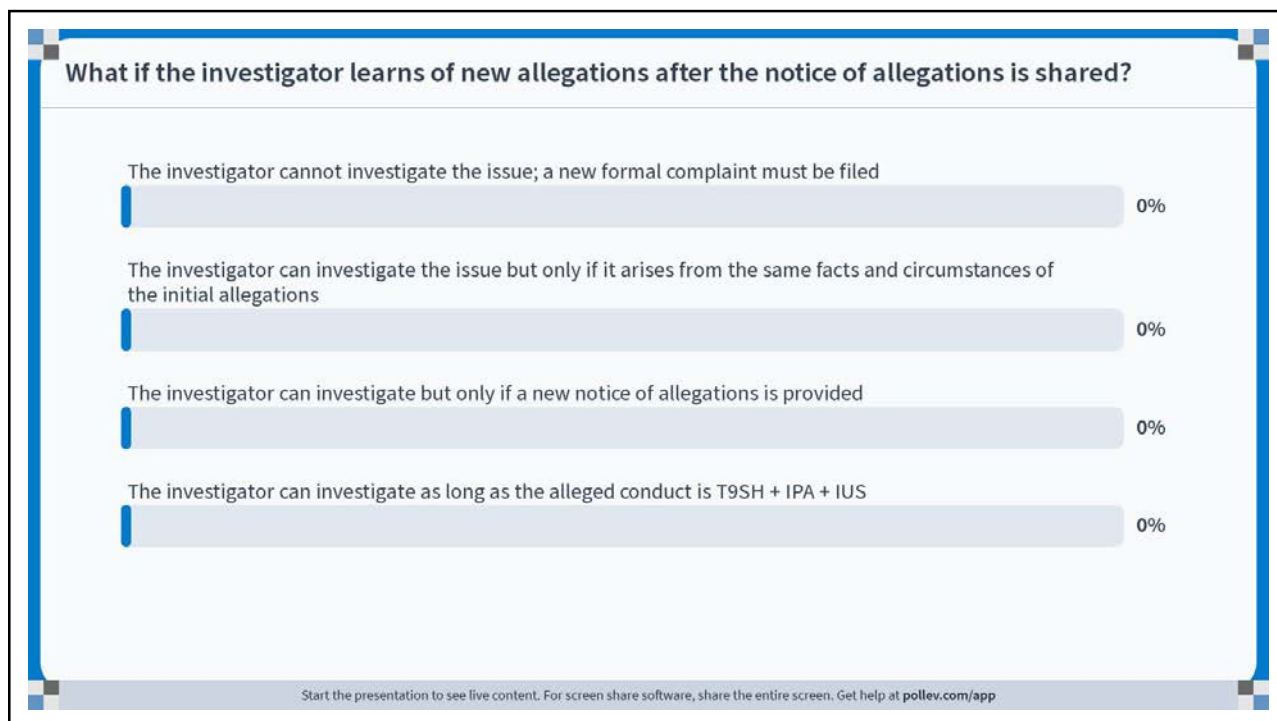 What if the investigator learns of new allegations after the notice of allegations is shared?
The investigator cannot investigate the issue; a new formal complaint must be filed
0%
The investigator can investigate the issue but only if it arises from the same facts and circumstances of
the initial allegations
0%
The investigator can investigate but only if a new notice of allegations is provided
0%
The investigator can investigate as long as the alleged conduct is T9SH + IPA + IUS
0%
Start the presentation to see live content. For screen share software, share the entire screen. Get help at pollev.com/app